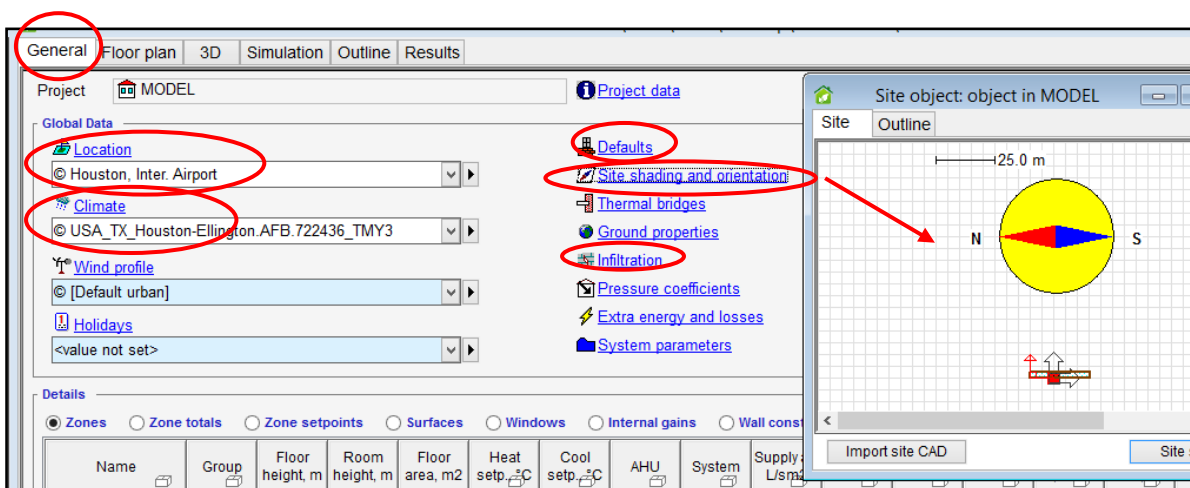 General Floor plan 3D Simulation Outline Results
Project MODEL Project data
Global Data
Location
© Houston, Inter. Airport
Climate
© USA_TX_Houston-Ellington.AFB.722436_TMY3
Wind profile
© [Default urban]
Holidays
<value not set>
Defaults
Site shading and orientation
Thermal bridges
Ground properties
Infiltration
Pressure coefficients
Extra energy and losses
System parameters
Site object: object in MODEL
Site Outline
25.0 m
N S
Import site CAD Site
Details
Zones Zone totals Zone setpoints Surfaces Windows Internal gains Wall const
Name Group Floor height, m Room height, m Floor area, m2 Heat setp., °C Cool setp., °C AHU System Supply L/sm2